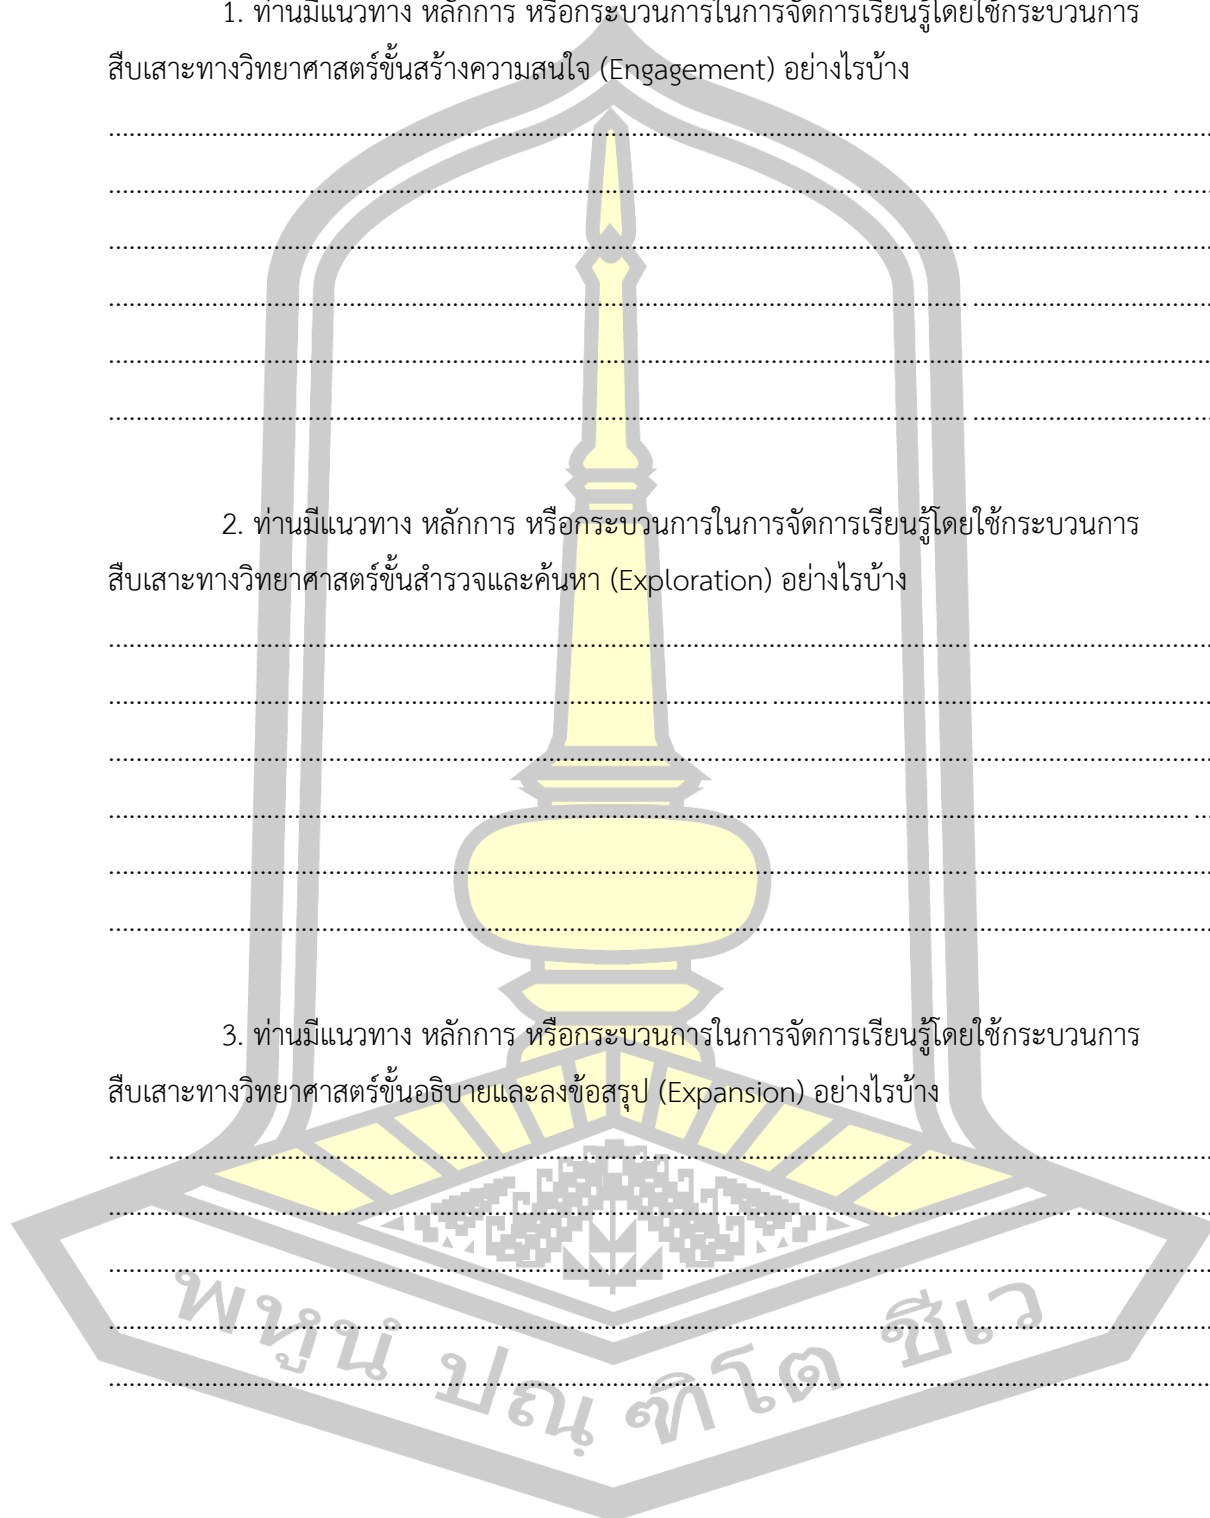 1. ท่านมีแนวทาง หลักการ หรือกระบวนการในการจัดการเรียนรู้โดยใช้กระบวนการ
สืบเสาะทางวิทยาศาสตร์ขั้นสร้างความสนใจ (Engagement) อย่างไรบ้าง
2. ท่านมีแนวทาง หลักการ หรือกระบวนการในการจัดการเรียนรู้โดยใช้กระบวนการ
สืบเสาะทางวิทยาศาสตร์ขั้นสำรวจและค้นหา (Exploration) อย่างไรบ้าง
3. ท่านมีแนวทาง หลักการ หรือกระบวนการในการจัดการเรียนรู้โดยใช้กระบวนการ
สืบเสาะทางวิทยาศาสตร์ขั้นอธิบายและลงข้อสรุป (Expansion) อย่างไรบ้าง
พหูนํ ปณฺฑิโต ชีเว